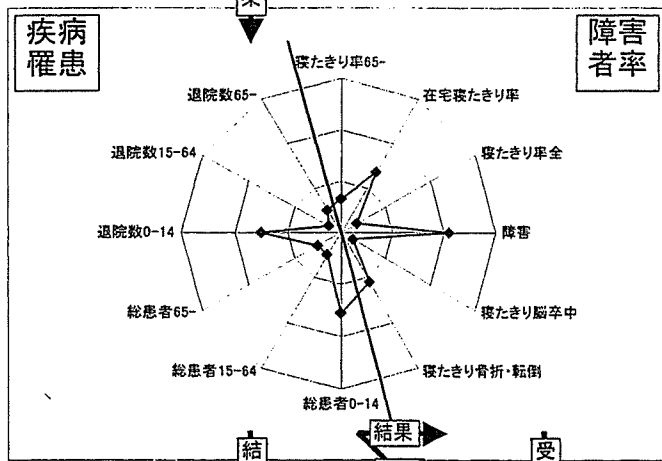 果
疾病
罹患
障害
者率
寝たきり率65-
退院数65-
在宅寝たきり率
退院数15-64
寝たきり率全
退院数0-14
障害
総患者65-
寝たきり脳卒中
総患者15-64
寝たきり骨折・転倒
総患者0-14
結果
結
受